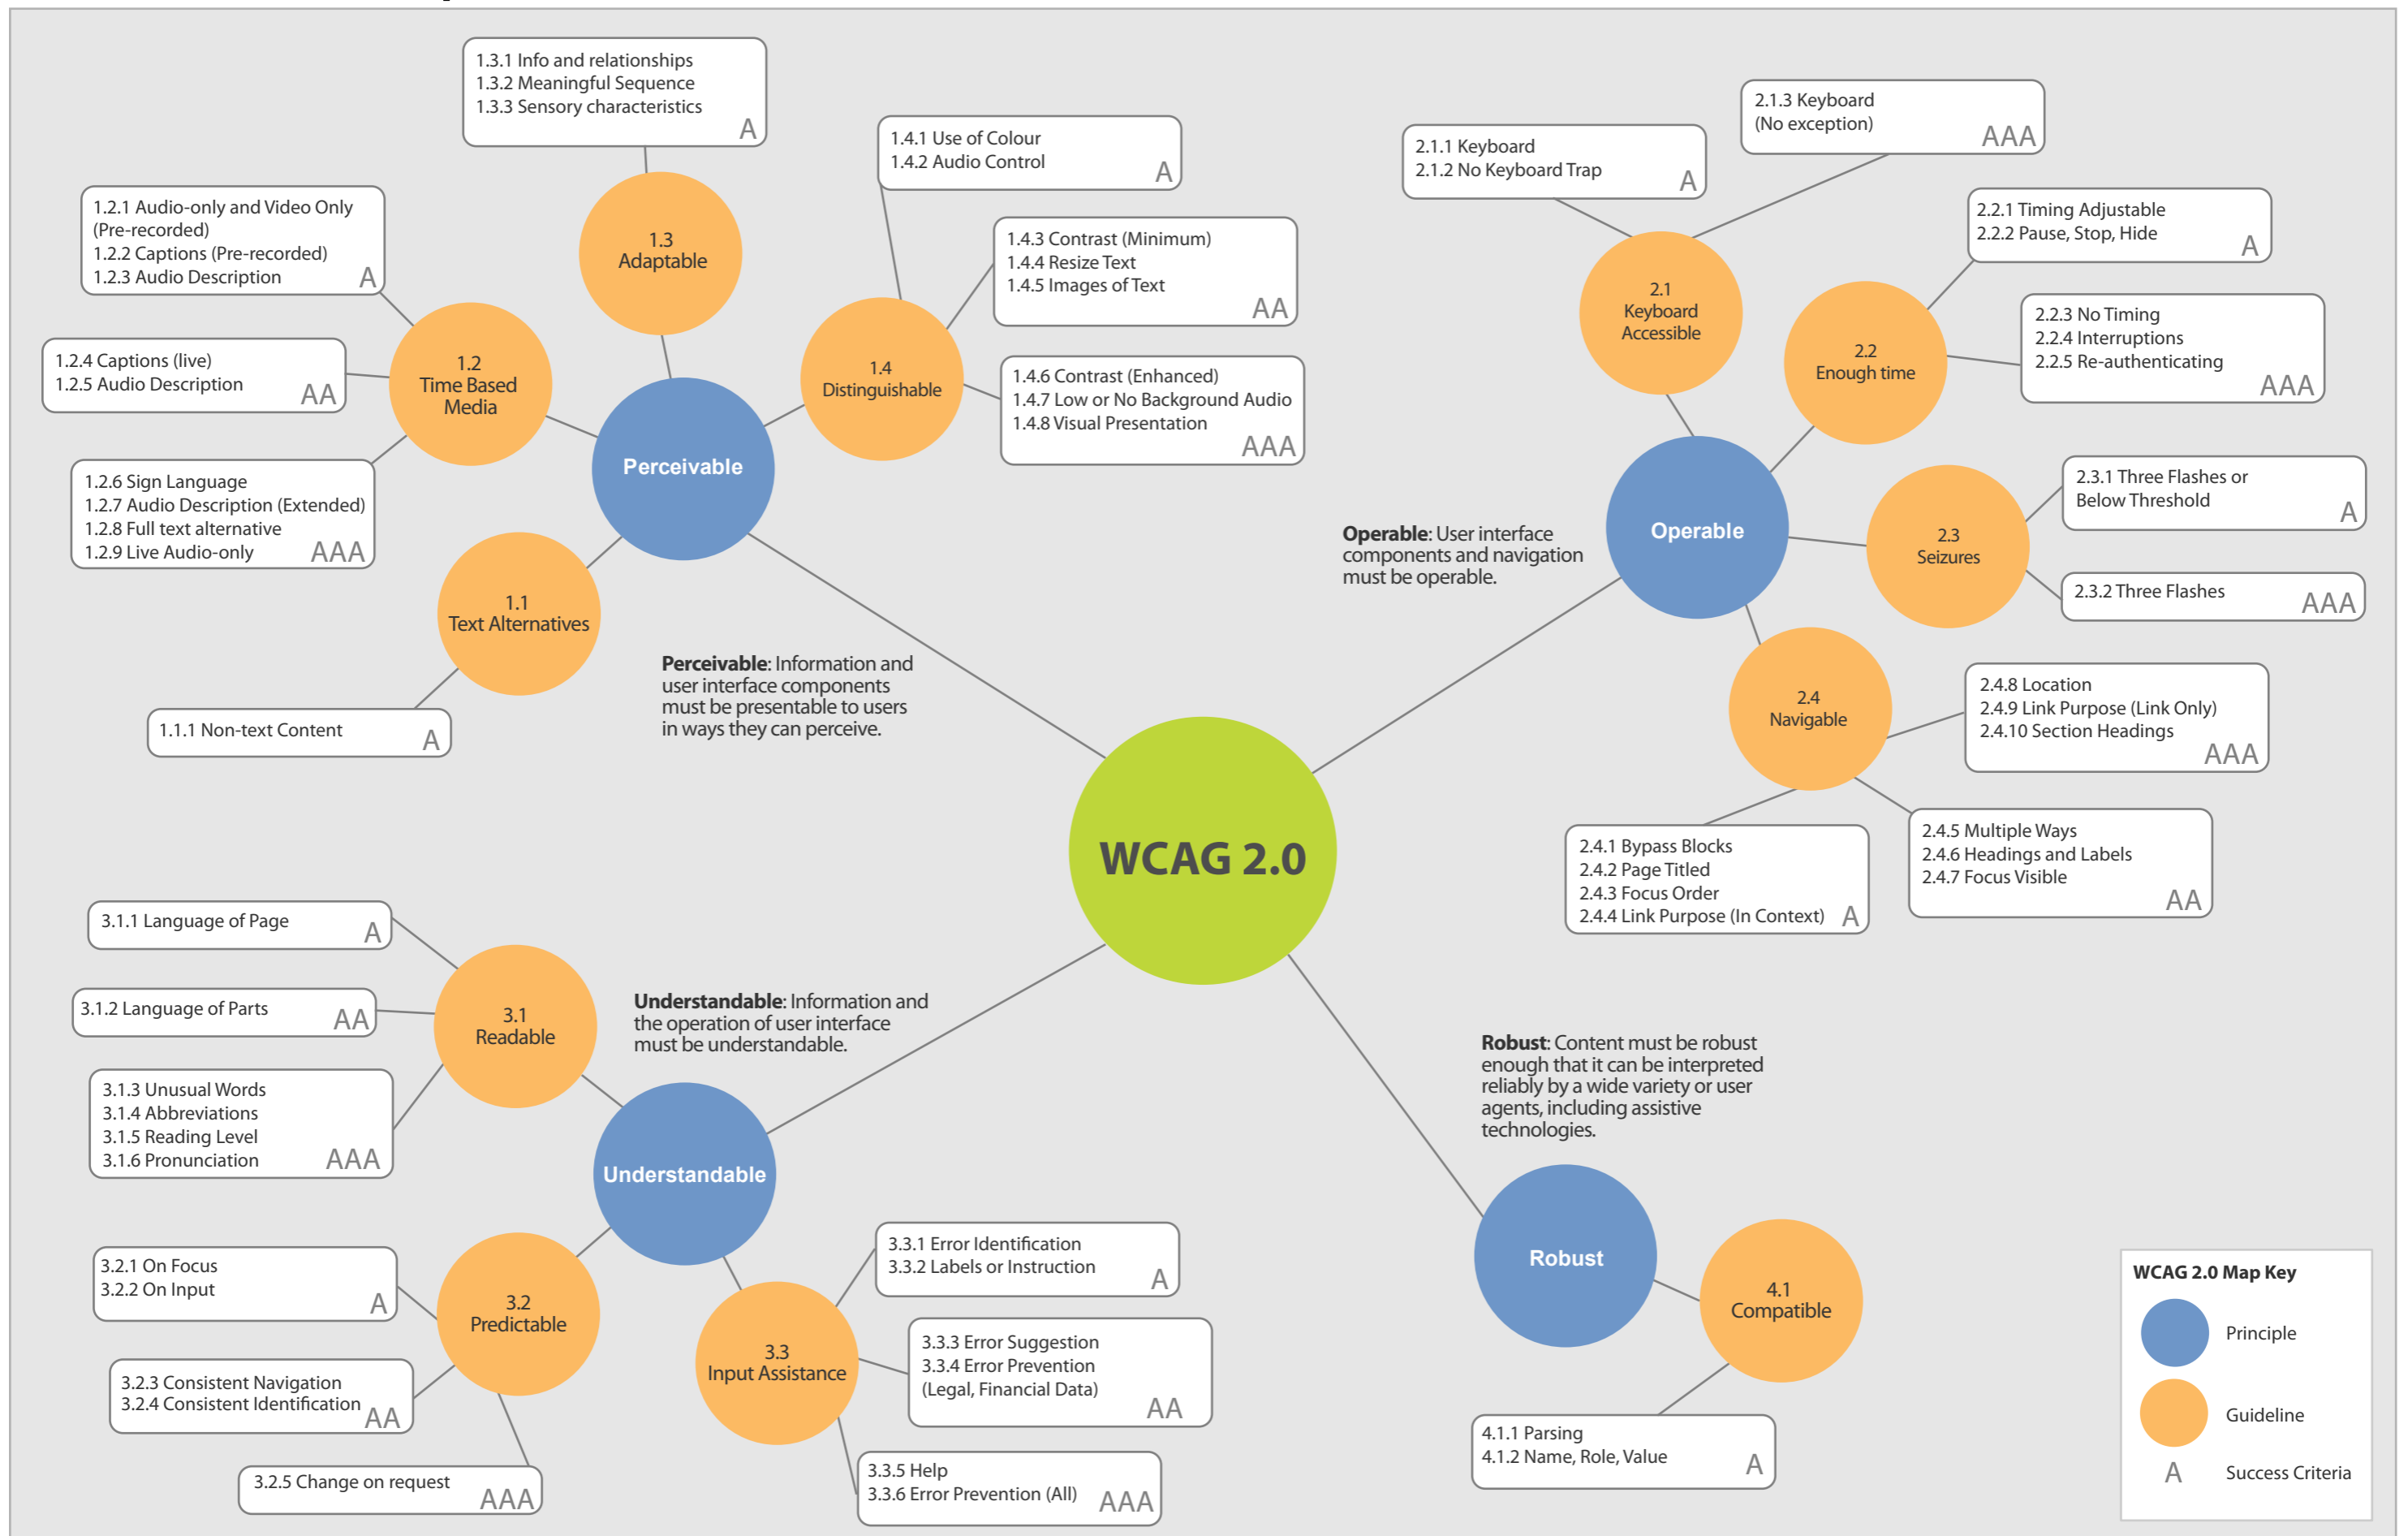 1.3.1 Info and relationships
1.3.2 Meaningful Sequence
1.3.3 Sensory characteristics
A
1.4.1 Use of Colour
1.4.2 Audio Control
A
1.2.1 Audio-only and Video Only
(Pre-recorded)
1.2.2 Captions (Pre-recorded)
1.2.3 Audio Description
A
1.3
Adaptable
1.4.3 Contrast (Minimum)
1.4.4 Resize Text
1.4.5 Images of Text
AA
1.2.4 Captions (live)
1.2.5 Audio Description
AA
1.2
Time Based
Media
1.4
Distinguishable
1.4.6 Contrast (Enhanced)
1.4.7 Low or No Background Audio
1.4.8 Visual Presentation
AAA
Perceivable
1.2.6 Sign Language
1.2.7 Audio Description (Extended)
1.2.8 Full text alternative
1.2.9 Live Audio-only
AAA
1.1
Text Alternatives
Perceivable: Information and
user interface components
must be presentable to users
in ways they can perceive.
1.1.1 Non-text Content
A
2.1.3 Keyboard
(No exception)
AAA
2.1.1 Keyboard
2.1.2 No Keyboard Trap
A
2.2.1 Timing Adjustable
2.2.2 Pause, Stop, Hide
A
2.1
Keyboard
Accessible
2.2
Enough time
2.2.3 No Timing
2.2.4 Interruptions
2.2.5 Re-authenticating
AAA
Operable: User interface
components and navigation
must be operable.
Operable
2.3
Seizures
2.3.1 Three Flashes or
Below Threshold
A
2.3.2 Three Flashes
AAA
2.4
Navigable
2.4.8 Location
2.4.9 Link Purpose (Link Only)
2.4.10 Section Headings
AAA
2.4.1 Bypass Blocks
2.4.2 Page Titled
2.4.3 Focus Order
2.4.4 Link Purpose (In Context)
A
2.4.5 Multiple Ways
2.4.6 Headings and Labels
2.4.7 Focus Visible
AA
WCAG 2.0
3.1.1 Language of Page
A
3.1.2 Language of Parts
AA
3.1
Readable
Understandable: Information and
the operation of user interface
must be understandable.
3.1.3 Unusual Words
3.1.4 Abbreviations
3.1.5 Reading Level
3.1.6 Pronunciation
AAA
Understandable
3.2.1 On Focus
3.2.2 On Input
A
3.2
Predictable
3.2.3 Consistent Navigation
3.2.4 Consistent Identification
AA
3.2.5 Change on request
AAA
3.3
Input Assistance
3.3.1 Error Identification
3.3.2 Labels or Instruction
A
3.3.3 Error Suggestion
3.3.4 Error Prevention
(Legal, Financial Data)
AA
3.3.5 Help
3.3.6 Error Prevention (All)
AAA
Robust: Content must be robust
enough that it can be interpreted
reliably by a wide variety or user
agents, including assistive
technologies.
Robust
4.1
Compatible
4.1.1 Parsing
4.1.2 Name, Role, Value
A
WCAG 2.0 Map Key
Principle
Guideline
A
Success Criteria